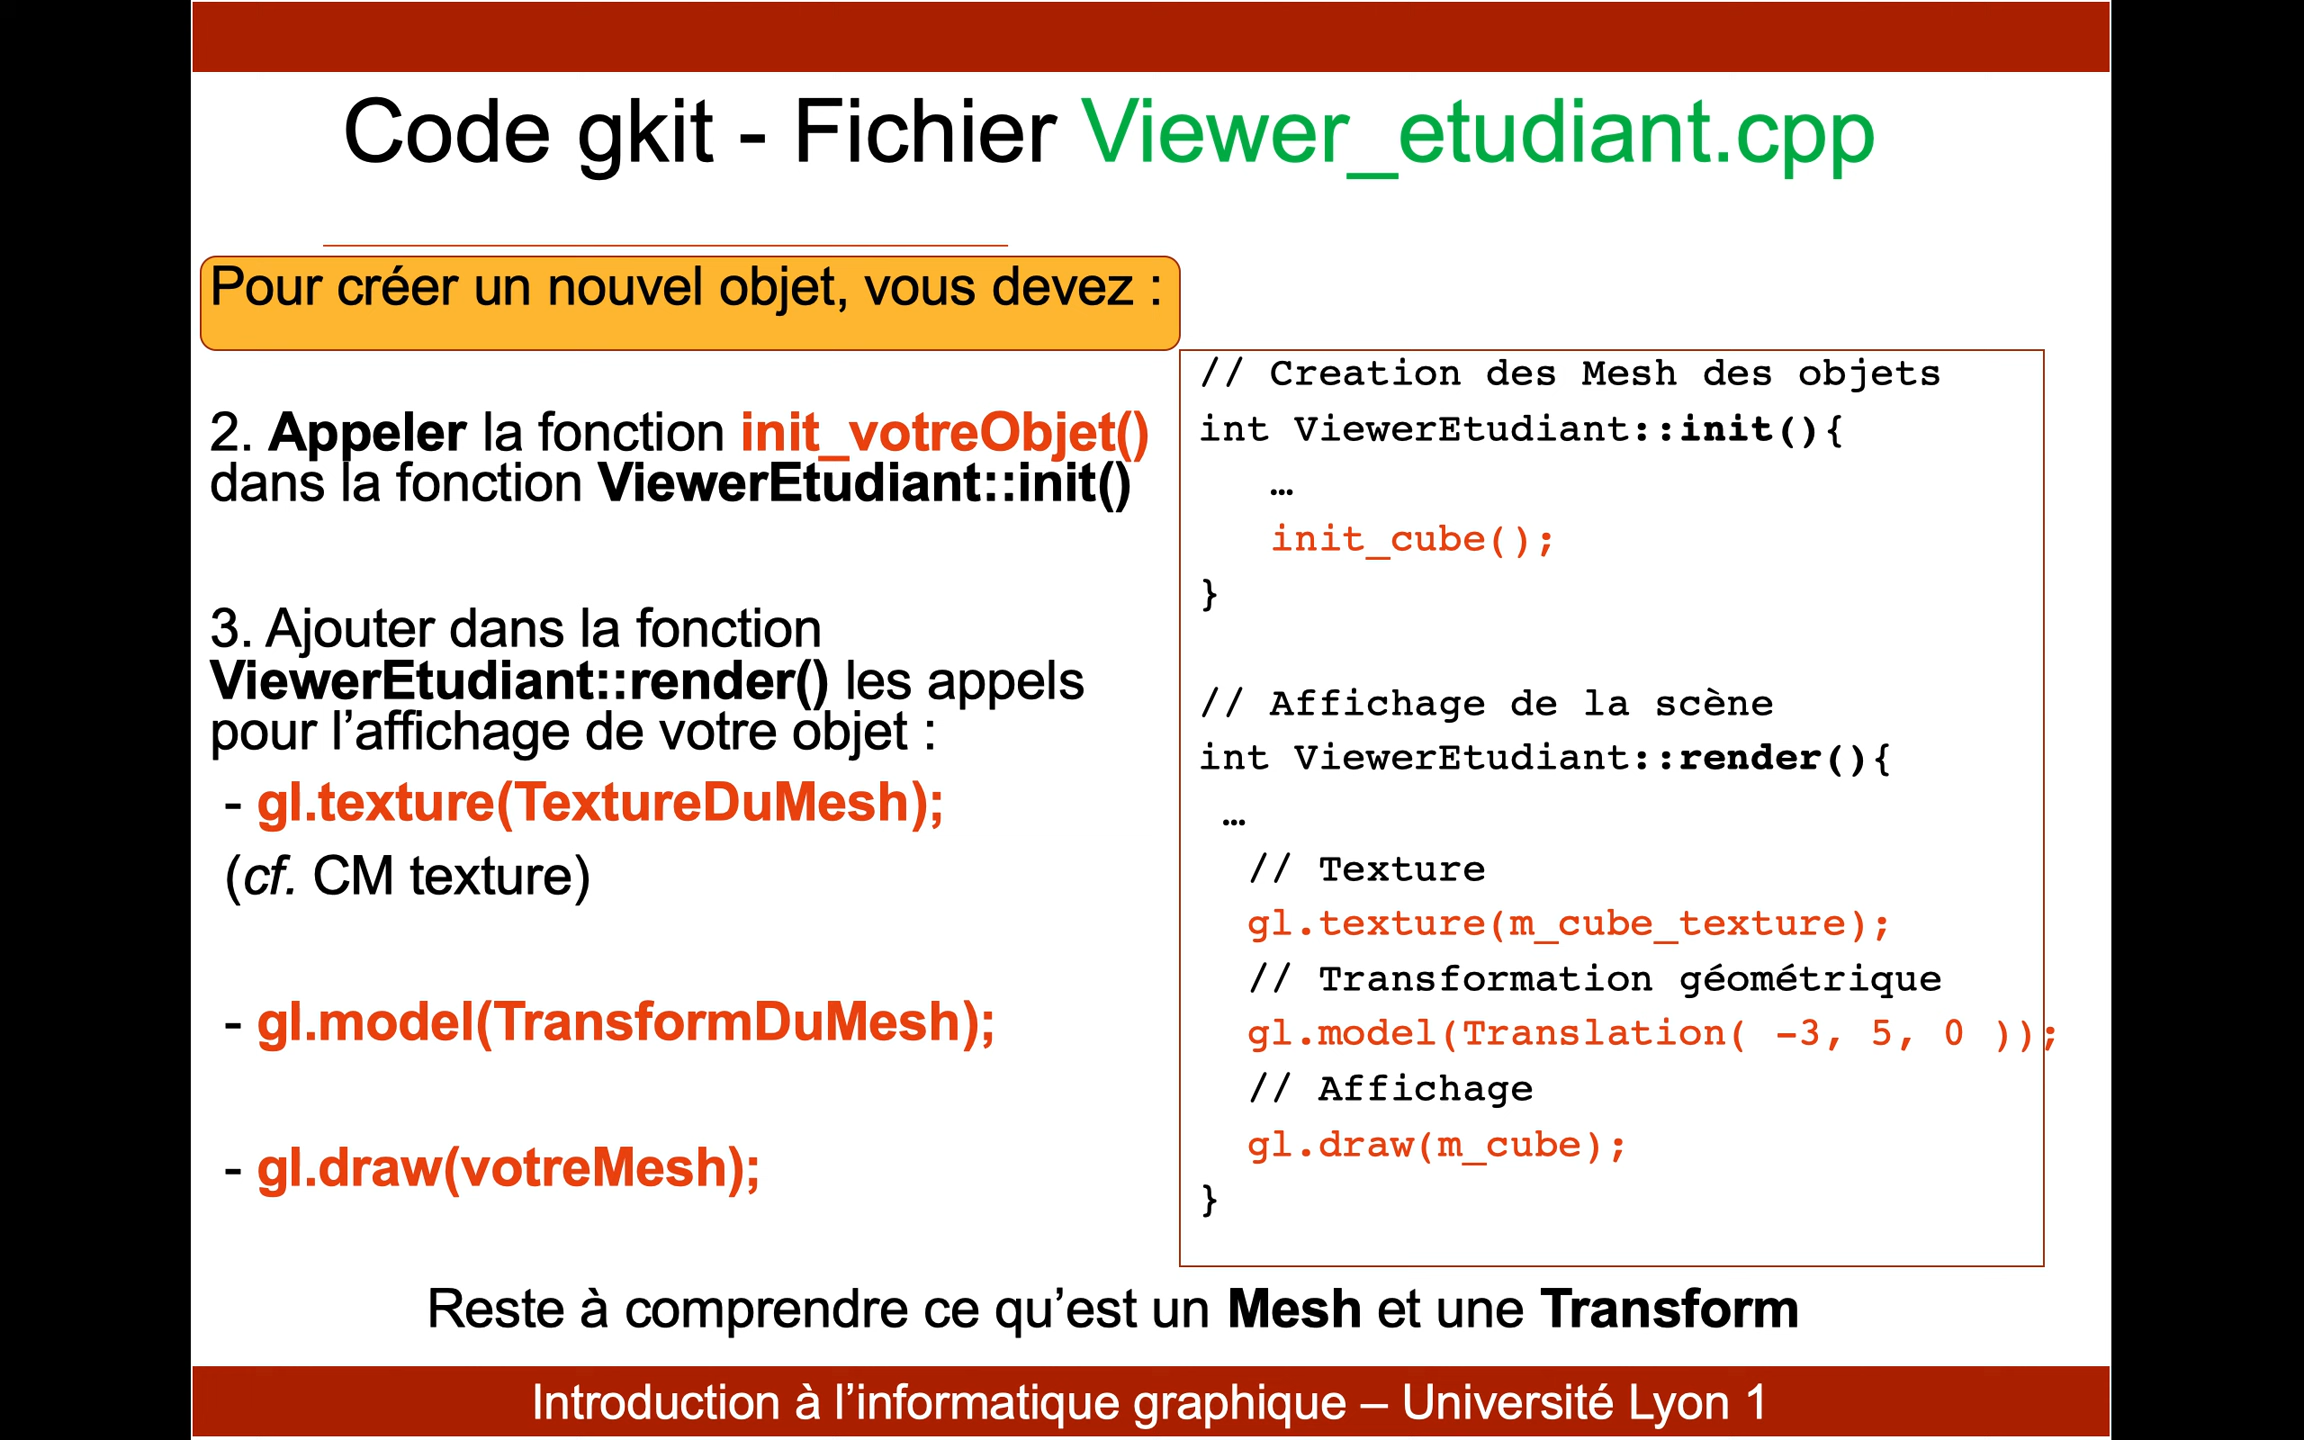 Code gkit - Fichier Viewer_etudiant.cpp
Pour créer un nouvel objet, vous devez :
2. Appeler la fonction init_votreObjet()
dans la fonction ViewerEtudiant::init()
3. Ajouter dans la fonction
ViewerEtudiant::render() les appels
pour l’affichage de votre objet :
- gl.texture(TextureDuMesh);
(cf. CM texture)
- gl.model(TransformDuMesh);
- gl.draw(votreMesh);
// Creation des Mesh des objets
int ViewerEtudiant::init(){
…
init_cube();
}
// Affichage de la scène
int ViewerEtudiant::render(){
…
// Texture
gl.texture(m_cube_texture);
// Transformation géométrique
gl.model(Translation( -3, 5, 0 ));
// Affichage
gl.draw(m_cube);
}
Reste à comprendre ce qu’est un Mesh et une Transform
Introduction à l’informatique graphique – Université Lyon 1